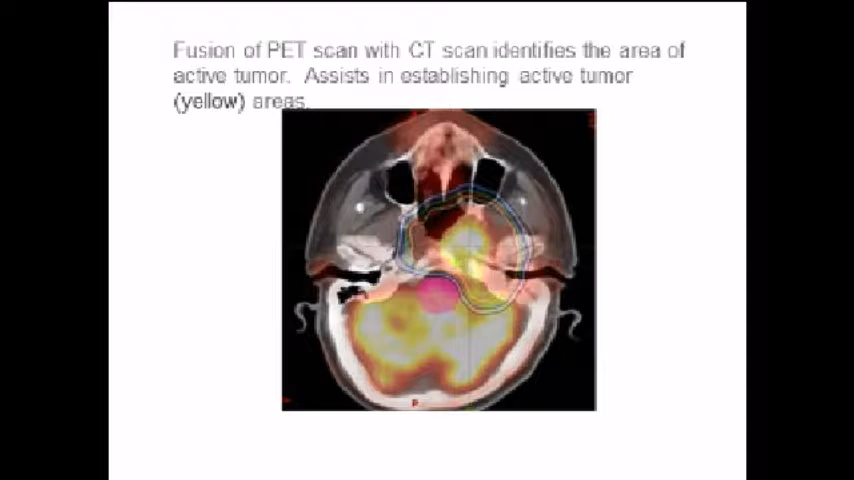 Fusion of PET scan with CT scan identifies the area of
active tumor. Assists in establishing active tumor
(yellow) areas.
P